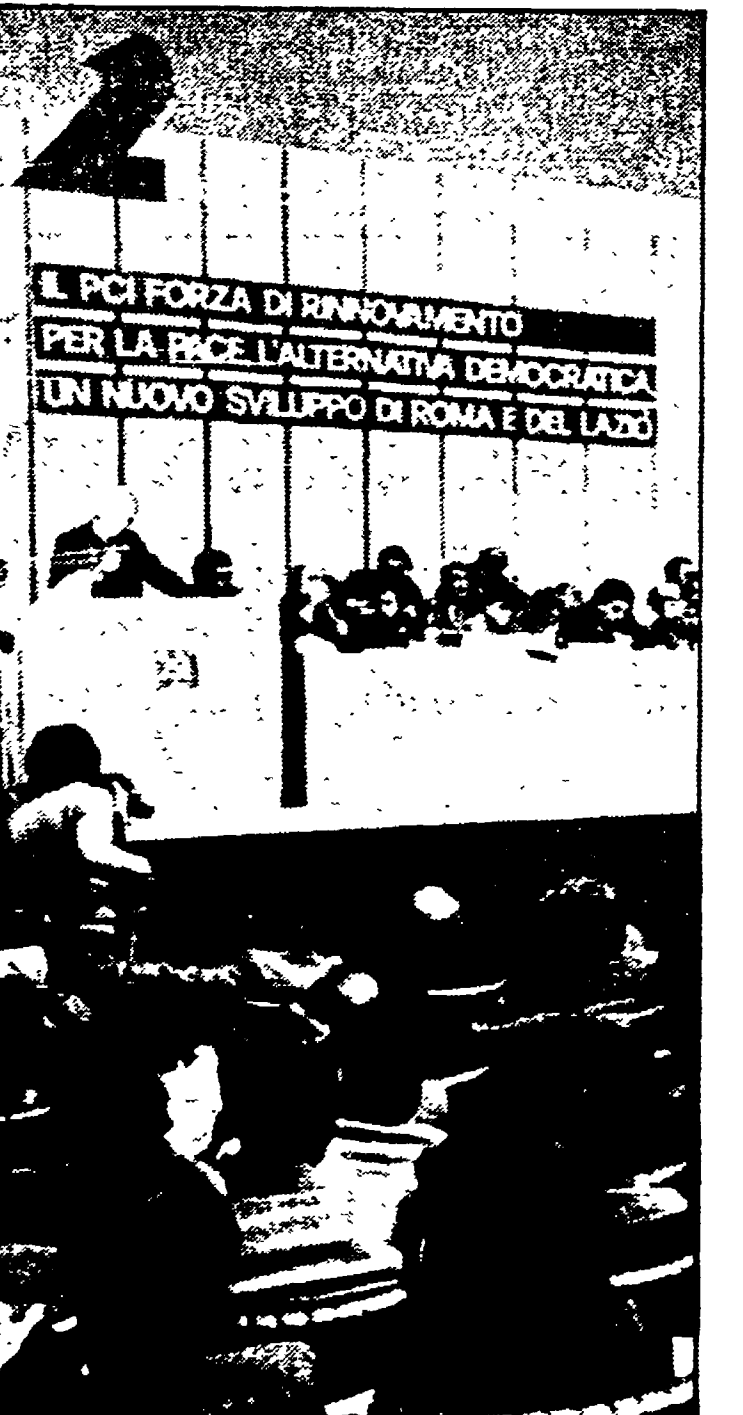 IL PCI FORZA DI RINNOVAMENTO
PER LA PACE L'ALTERNATIVA DEMOCRATICA
UN NUOVO SVILUPPO DI ROMA E DEL LAZIO